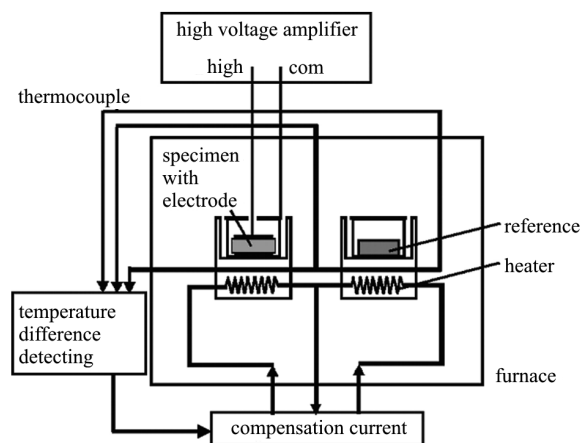 high voltage amplifier
high com
thermocouple
specimen
with
electrode
reference
heater
temperature
difference
detecting
furnace
compensation current